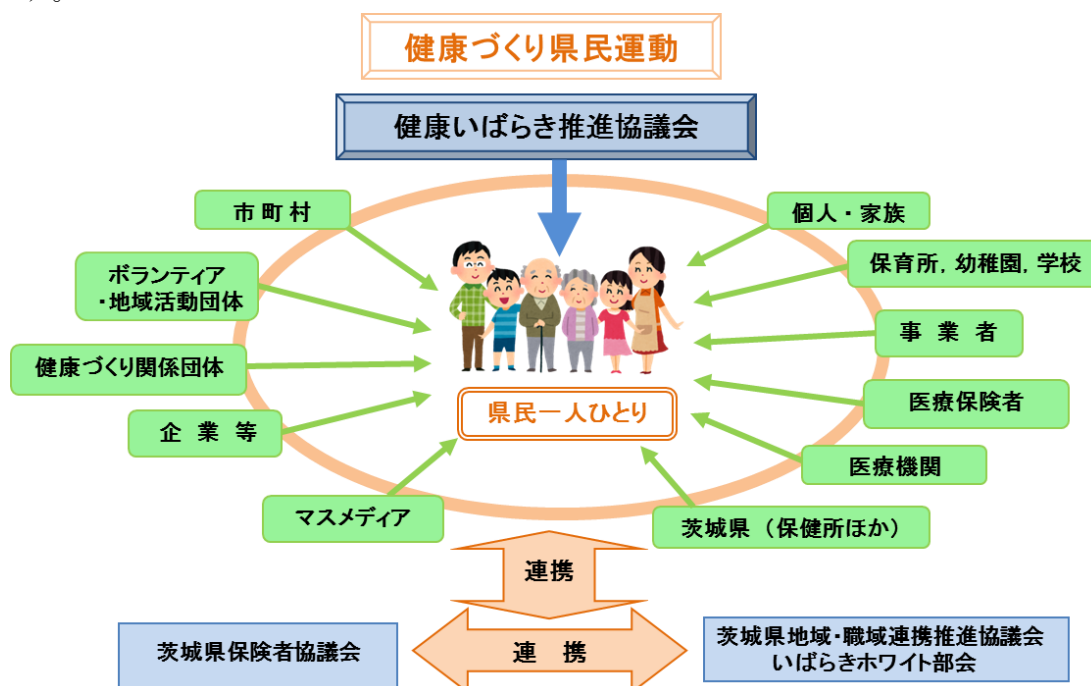 健康づくり県民運動
健康いばらき推進協議会
市町村
個人・家族
ボランティア
・地域活動団体
保育所，幼稚園，学校
健康づくり関係団体
事　業　者
企　業　等
医療保険者
県民一人ひとり
医療機関
マスメディア
茨城県　（保健所ほか）
連携
茨城県保険者協議会
連　携
茨城県地域・職域連携推進協議会
いばらきホワイト部会